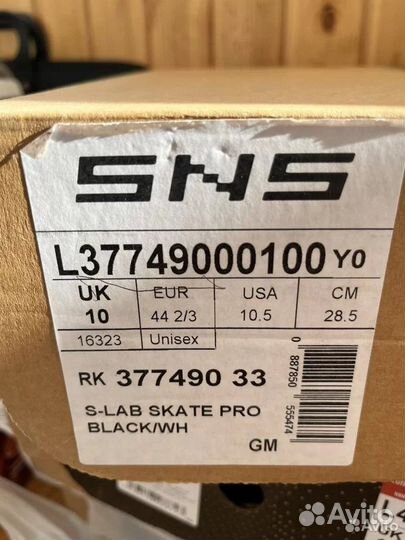 SNS
L37749000100 Y0
UK EUR USA CM
10 44 2/3 10.5 28.5
16323 Unisex
RK 377490 33
S-LAB SKATE PRO
BLACK/WH
GM
0 887850 555474
Avito